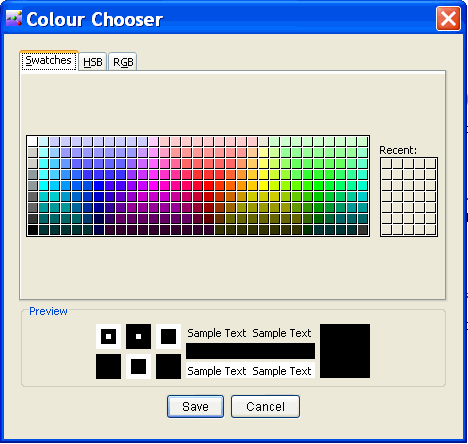 Colour Chooser
Swatches HSB RGB
Recent:
Preview
Sample Text Sample Text
Sample Text Sample Text
Save Cancel